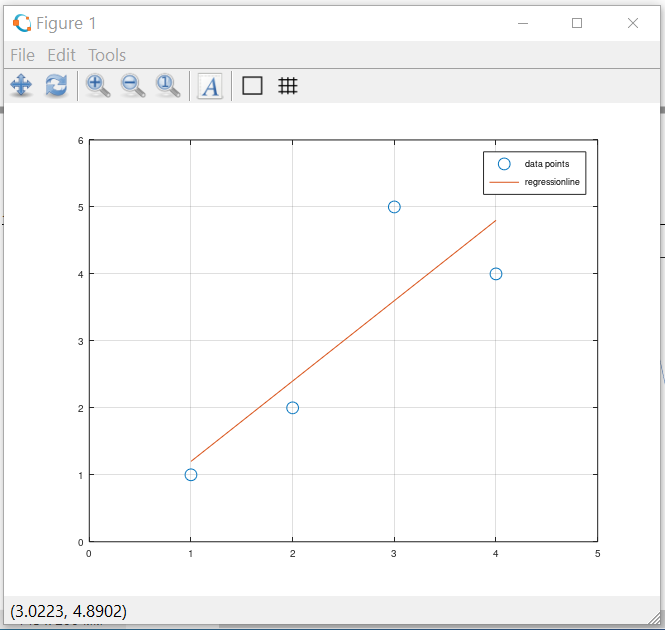 Figure 1
File Edit Tools
A
6
data points
regressionline
5
4
3
2
1
0
0 1 2 3 4 5
(3.0223, 4.8902)